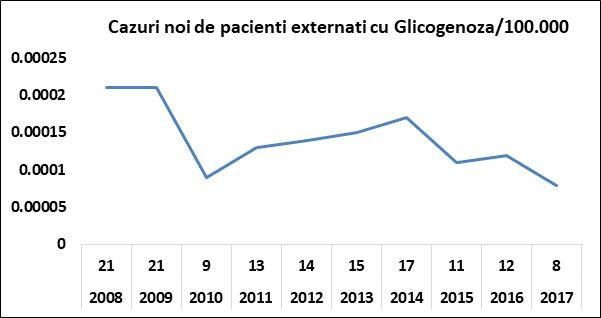 Cazuri noi de pacienti externati cu Glicogenoza/100.000
0.00025
0.0002
0.00015
0.0001
0.00005
0
21 21 9 13 14 15 17 11 12 8
2008 2009 2010 2011 2012 2013 2014 2015 2016 2017